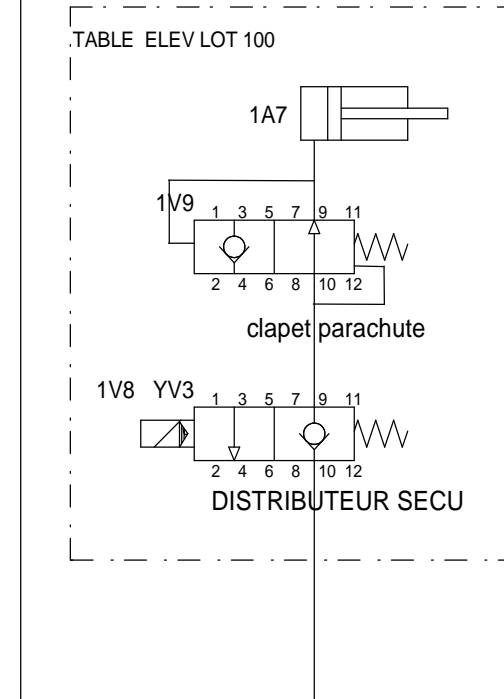 TABLE ELEV LOT 100
1A7
1V9
1 3 5 7 9 11
2 4 6 8 10 12
clapet parachute
1V8 YV3
1 3 5 7 9 11
2 4 6 8 10 12
DISTRIBUTEUR SECU